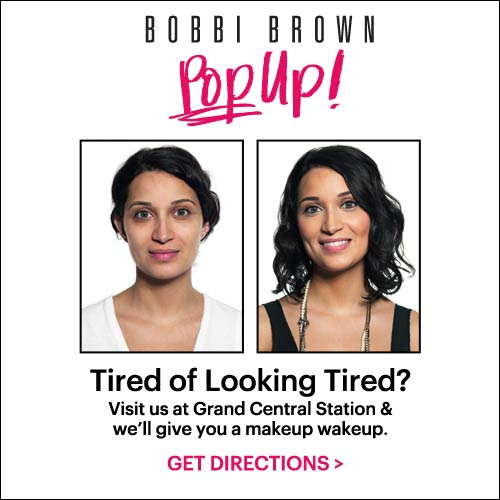 BOBBI BROWN
PopUp!
Tired of Looking Tired?
Visit us at Grand Central Station &
we'll give you a makeup wakeup.
GET DIRECTIONS >